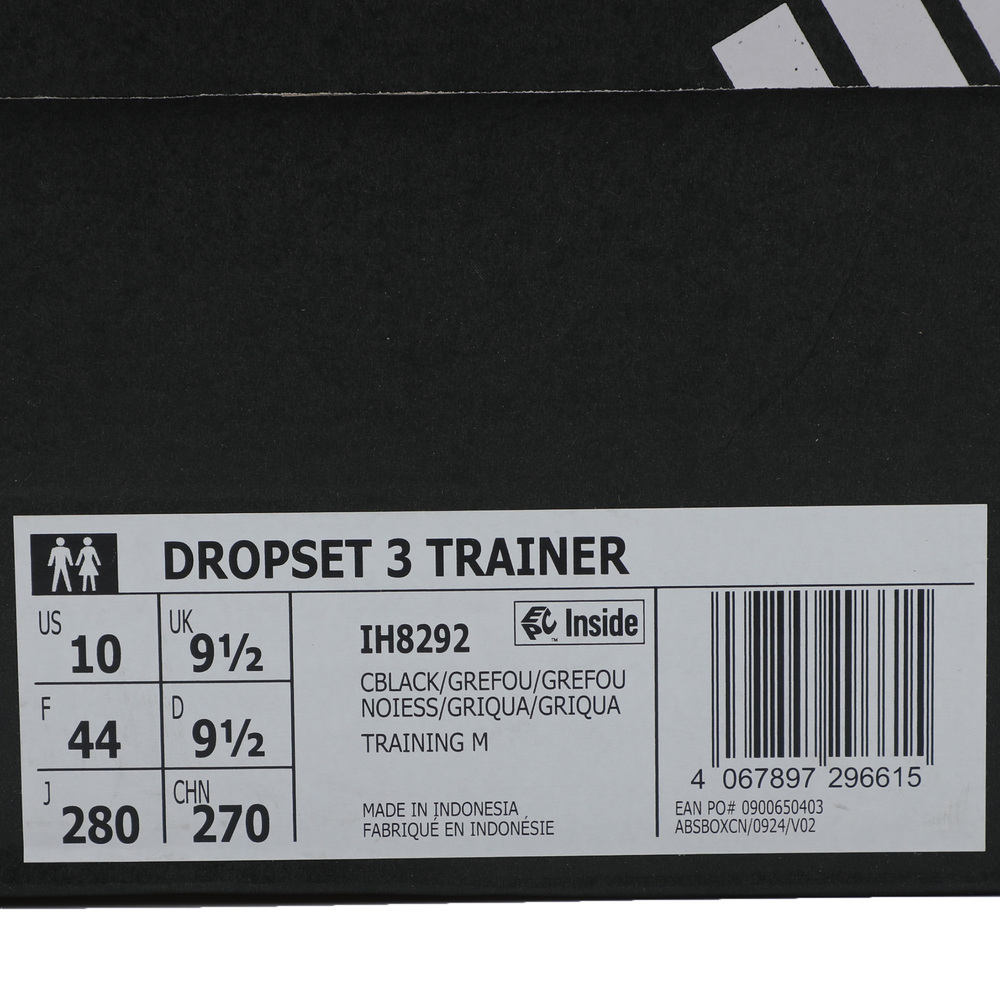 DROPSET 3 TRAINER
US 10
UK 9½
F 44
D 9½
J 280
CHN 270
IH8292
EPC Inside
™
CBLACK/GREFOU/GREFOU
NOIESS/GRIQUA/GRIQUA
TRAINING M
MADE IN INDONESIA
FABRIQUÉ EN INDONÉSIE
4 067897 296615
EAN PO# 0900650403
ABSBOXCN/0924/V02